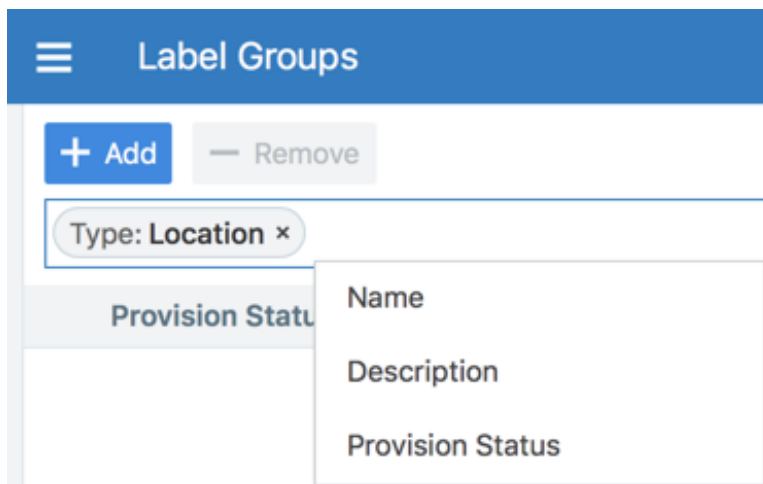 Label Groups
+ Add − Remove
Type: Location ×
Provision Statu
Name
Description
Provision Status